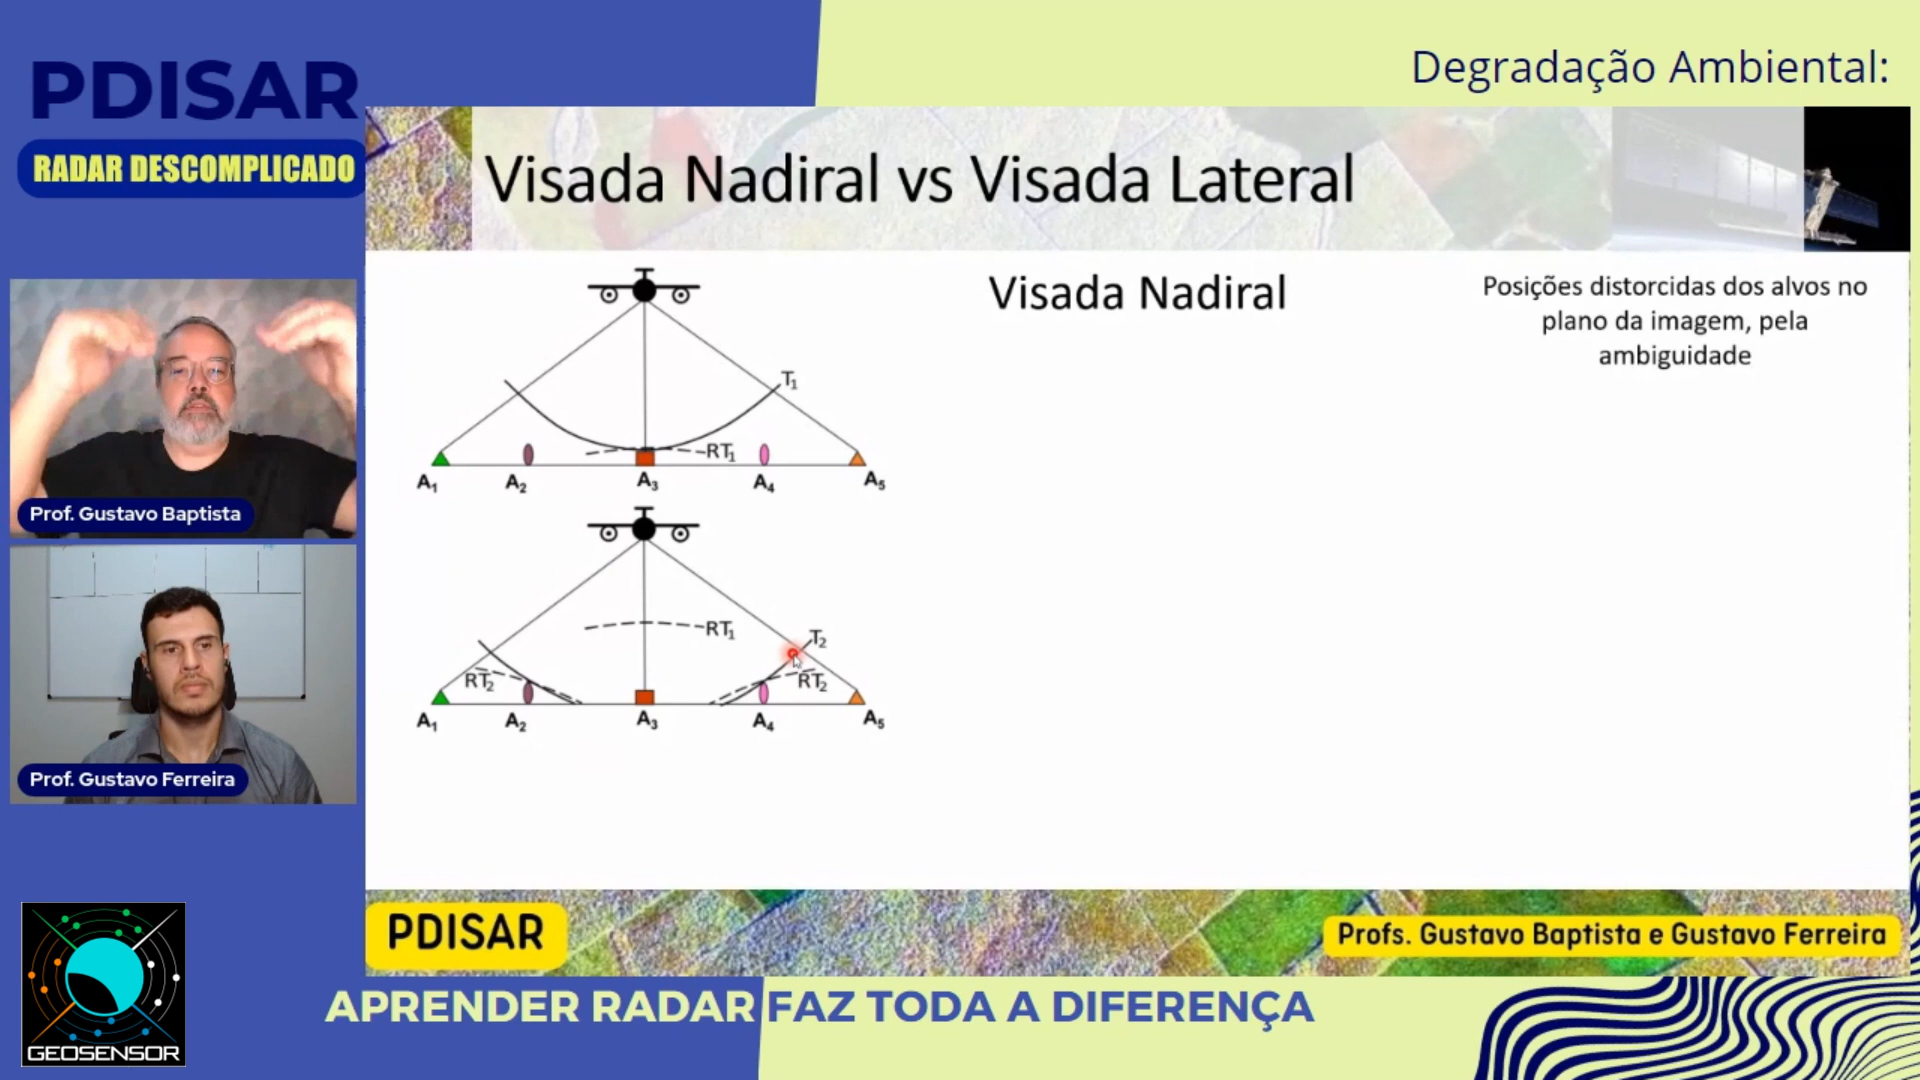 PDISAR
RADAR DESCOMPLICADO
Degradação Ambiental:
Visada Nadiral vs Visada Lateral
Visada Nadiral
Posições distorcidas dos alvos no
plano da imagem, pela
ambiguidade
T1
RT1
A1 A2 A3 A4 A5
RT1
T2
RT2 RT2
A1 A2 A3 A4 A5
Prof. Gustavo Baptista
Prof. Gustavo Ferreira
PDISAR
Profs. Gustavo Baptista e Gustavo Ferreira
APRENDER RADAR FAZ TODA A DIFERENÇA
GEOSENSOR